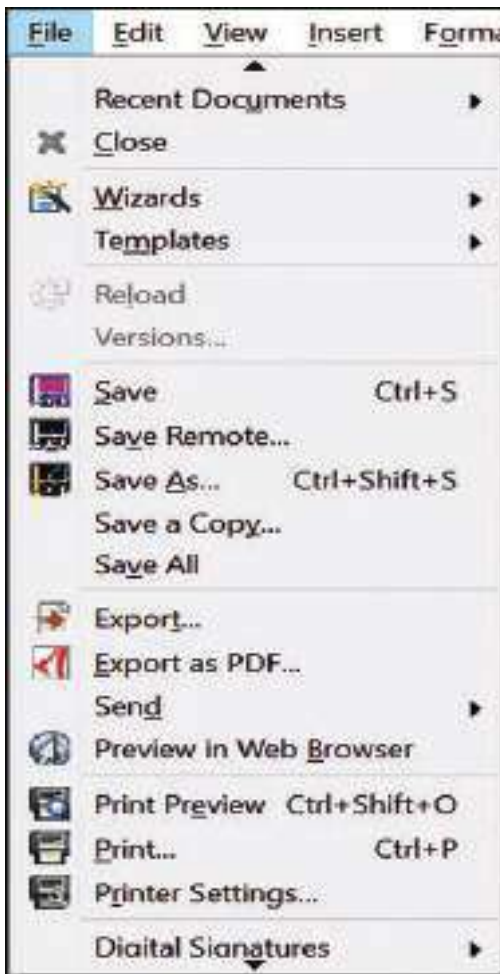 File Edit View Insert Forma
Recent Documents
Close
Wizards
Templates
Reload
Versions...
Save Ctrl+S
Save Remote...
Save As... Ctrl+Shift+S
Save a Copy...
Save All
Export...
Export as PDF...
Send
Preview in Web Browser
Print Preview Ctrl+Shift+O
Print... Ctrl+P
Printer Settings...
Digital Signatures